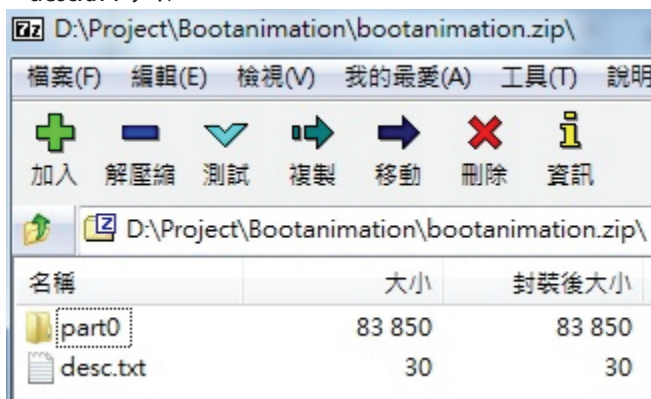 D:\Project\Bootanimation\bootanimation.zip\
檔案(F) 編輯(E) 檢視(V) 我的最愛(A) 工具(T) 說明
加入 解壓縮 測試 複製 移動 刪除 資訊
D:\Project\Bootanimation\bootanimation.zip\
名稱 大小 封裝後大小
part0 83 850 83 850
desc.txt 30 30